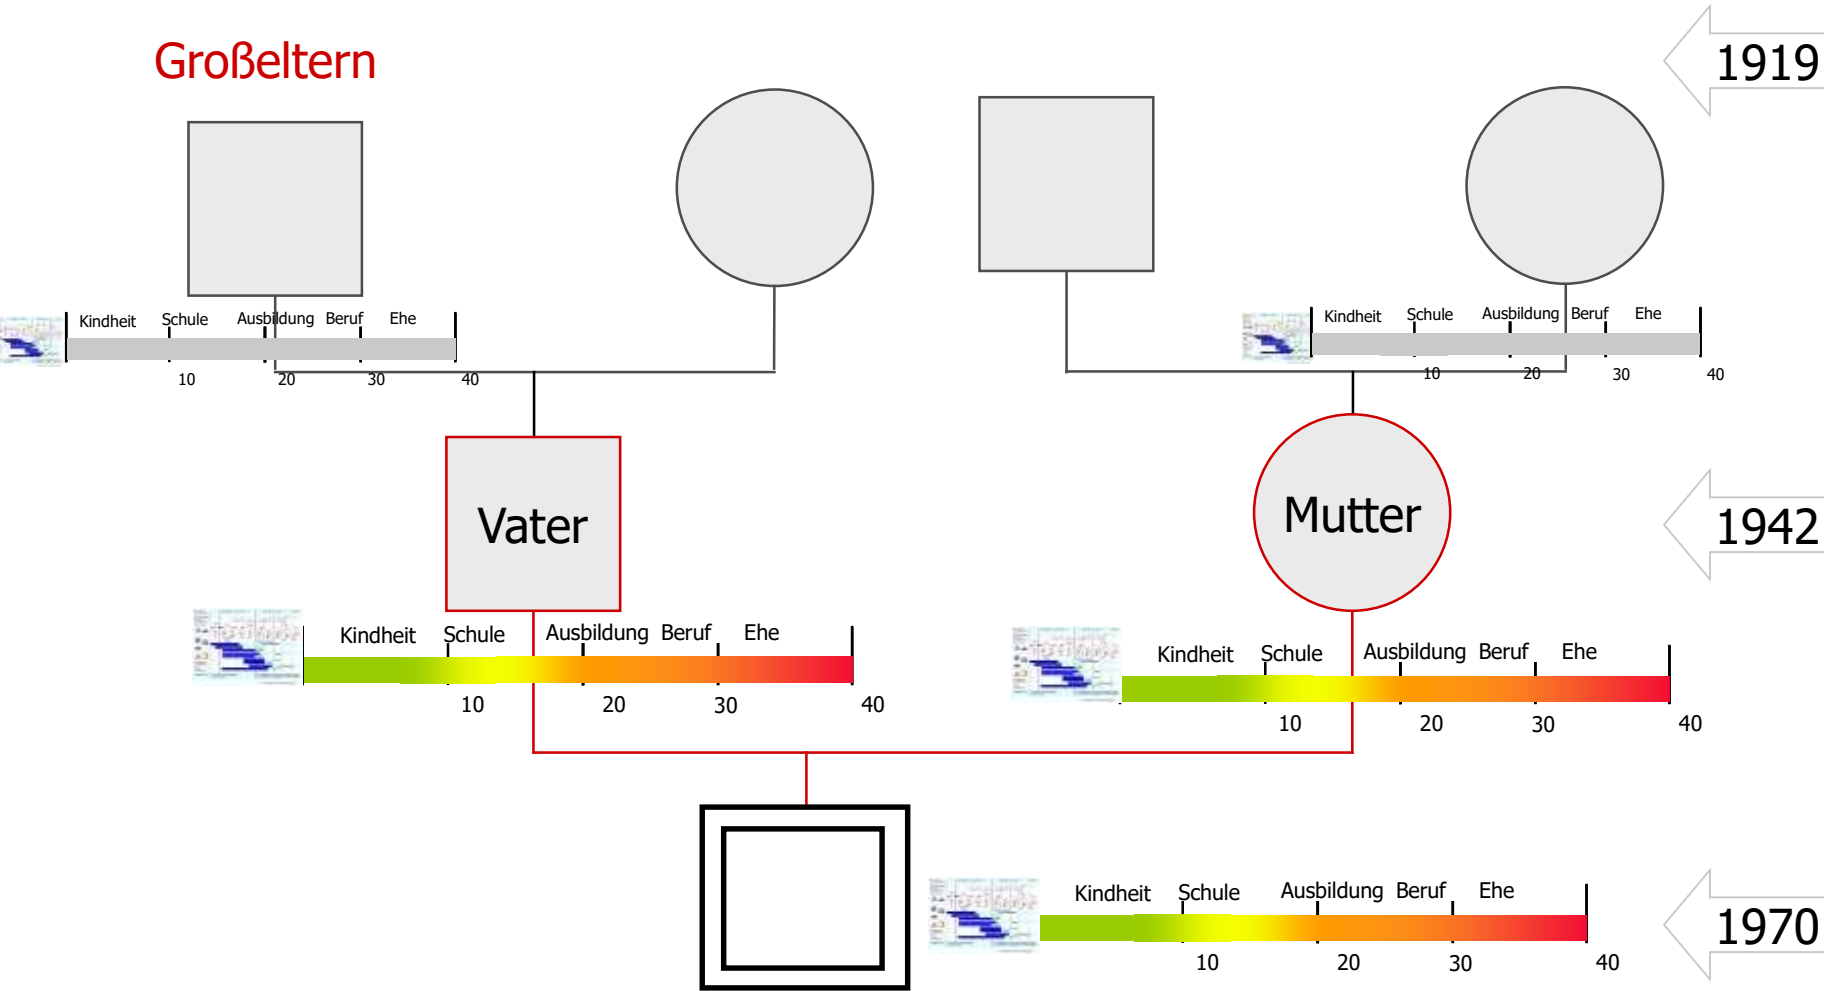 1919
Großeltern
Kindheit Schule Ausbildung Beruf Ehe
10 20 30 40
Kindheit Schule Ausbildung Beruf Ehe
10 20 30 40
Vater
Mutter
1942
Kindheit Schule Ausbildung Beruf Ehe
10 20 30 40
Kindheit Schule Ausbildung Beruf Ehe
10 20 30 40
Kindheit Schule Ausbildung Beruf Ehe
10 20 30 40
1970